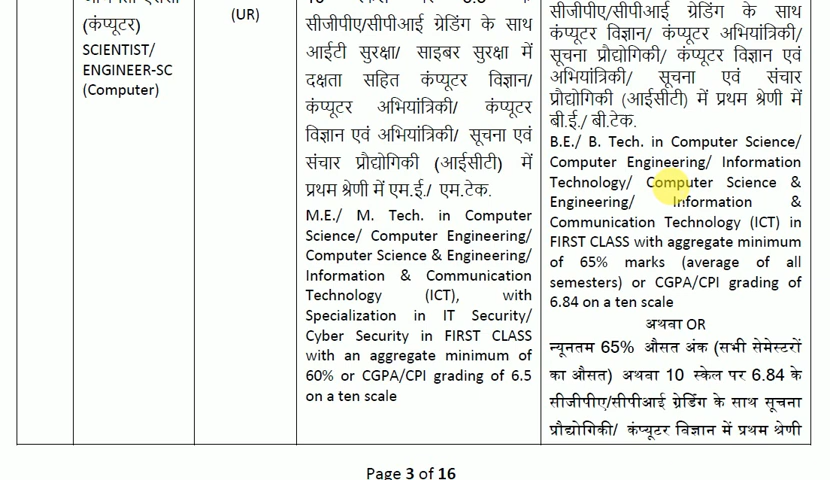 (कंप्यूटर)
SCIENTIST/
ENGINEER-SC
(Computer)
(UR)
सीजीपीए/सीपीआई ग्रेडिंग के साथ
आईटी सुरक्षा/ साइबर सुरक्षा में
दक्षता सहित कंप्यूटर विज्ञान/
कंप्यूटर अभियांत्रिकी/ कंप्यूटर
विज्ञान एवं अभियांत्रिकी/ सूचना एवं
संचार प्रौद्योगिकी (आईसीटी) में
प्रथम श्रेणी में एम.ई./ एम.टेक.
M.E./ M. Tech. in Computer
Science/ Computer Engineering/
Computer Science & Engineering/
Information & Communication
Technology (ICT), with
Specialization in IT Security/
Cyber Security in FIRST CLASS
with an aggregate minimum of
60% or CGPA/CPI grading of 6.5
on a ten scale
सीजीपीए/सीपीआई ग्रेडिंग के साथ
कंप्यूटर विज्ञान/ कंप्यूटर अभियांत्रिकी/
सूचना प्रौद्योगिकी/ कंप्यूटर विज्ञान एवं
अभियांत्रिकी/ सूचना एवं संचार
प्रौद्योगिकी (आईसीटी) में प्रथम श्रेणी में
बी.ई./ बी.टेक.
B.E./ B. Tech. in Computer Science/
Computer Engineering/ Information
Technology/ Computer Science &
Engineering/ Information &
Communication Technology (ICT) in
FIRST CLASS with aggregate minimum
of 65% marks (average of all
semesters) or CGPA/CPI grading of
6.84 on a ten scale
अथवा OR
न्यूनतम 65% औसत अंक (सभी सेमेस्टरों
का औसत) अथवा 10 स्केल पर 6.84 के
सीजीपीए/सीपीआई ग्रेडिंग के साथ सूचना
प्रौद्योगिकी/ कंप्यूटर विज्ञान में प्रथम श्रेणी
Page 3 of 16